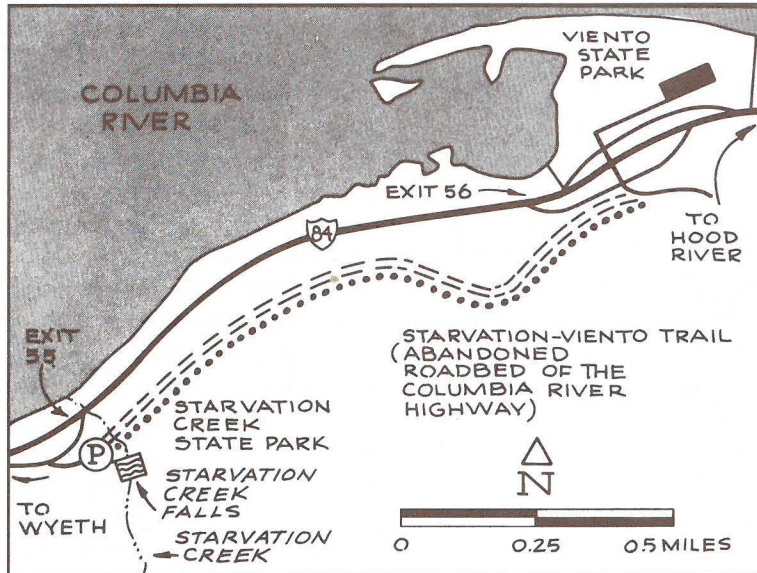 VIENTO
STATE
PARK
COLUMBIA
RIVER
EXIT 56
84
TO
HOOD
RIVER
EXIT
55
STARVATION-VIENTO TRAIL
(ABANDONED
ROADBED OF THE
COLUMBIA RIVER
HIGHWAY)
STARVATION
CREEK
STATE PARK
P
STARVATION
CREEK
FALLS
TO
WYETH
STARVATION
CREEK
N
0 0.25 0.5 MILES